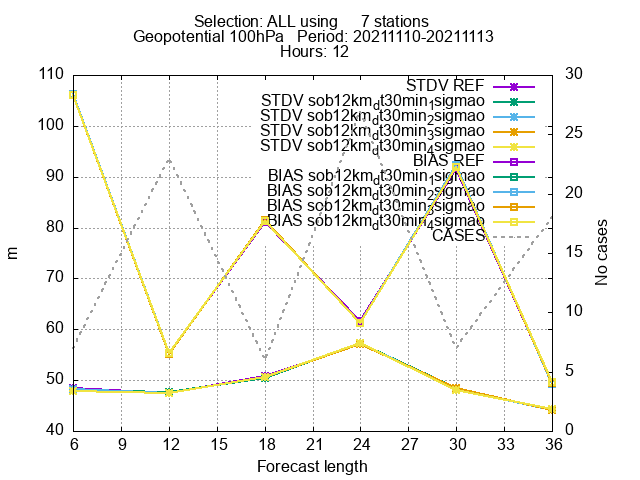 Selection: ALL using 7 stations
Geopotential 100hPa Period: 20211110-20211113
Hours: 12
110
100
90
80
70
60
50
40
m
30
25
20
15
10
5
0
No cases
STDV REF
STDV sob12km_dt30min_1sigmao
STDV sob12km_dt30min_2sigmao
STDV sob12km_dt30min_3sigmao
STDV sob12km_dt30min_4sigmao
BIAS REF
BIAS sob12km_dt30min_1sigmao
BIAS sob12km_dt30min_2sigmao
BIAS sob12km_dt30min_3sigmao
BIAS sob12km_dt30min_4sigmao
CASES
6 9 12 15 18 21 24 27 30 33 36
Forecast length